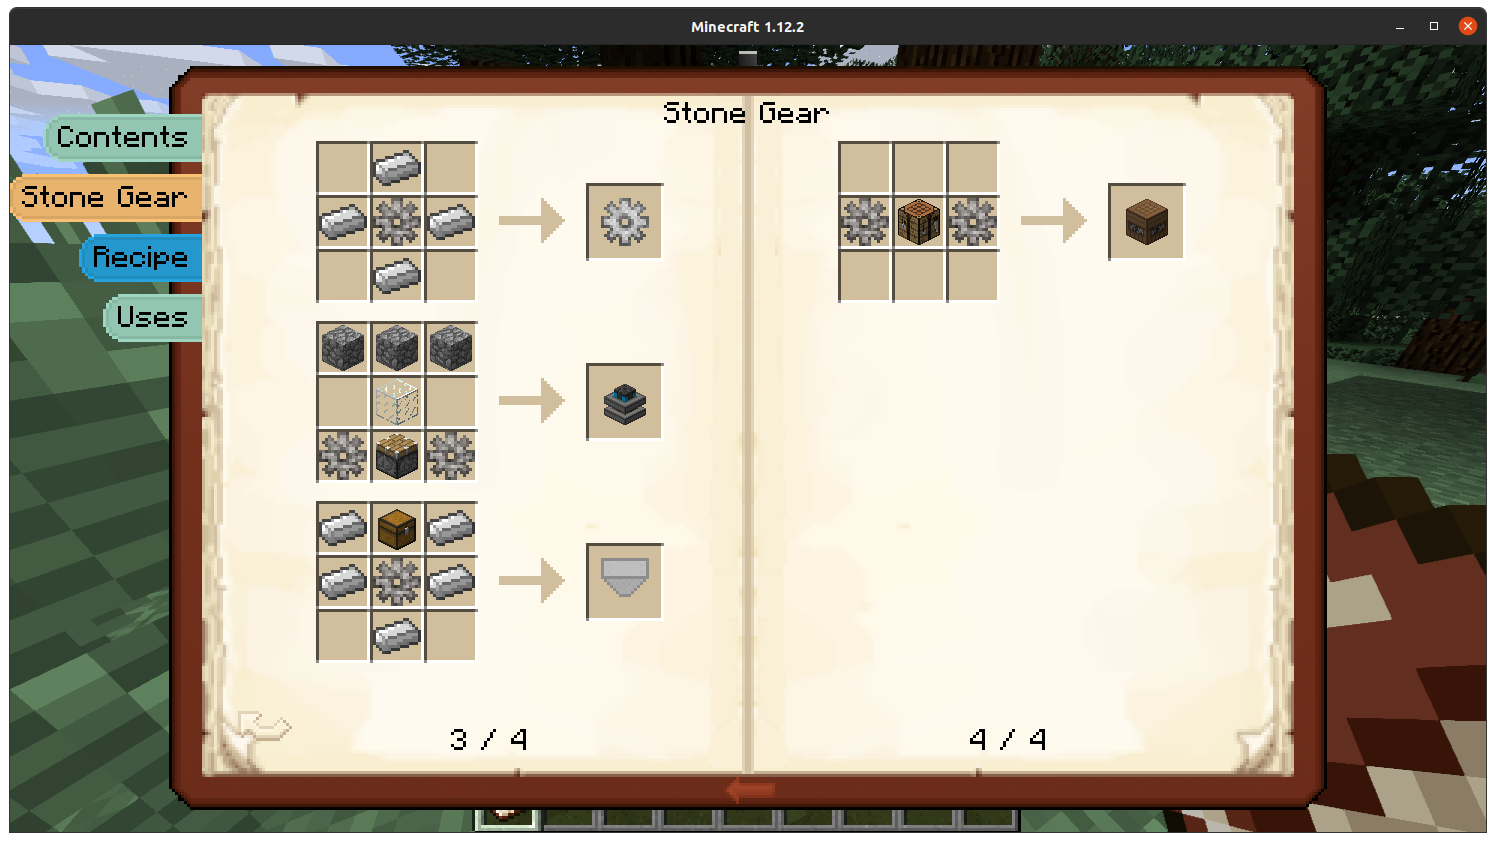 Minecraft 1.12.2
Stone Gear
Contents
Stone Gear
Recipe
Uses
3 / 4
4 / 4